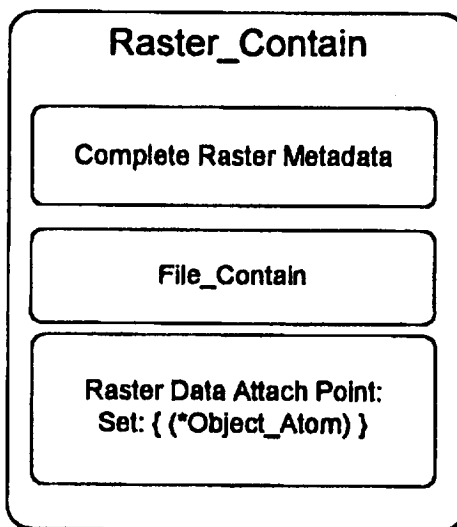 Raster_Contain
Complete Raster Metadata
File_Contain
Raster Data Attach Point:
Set: { (*Object_Atom) }